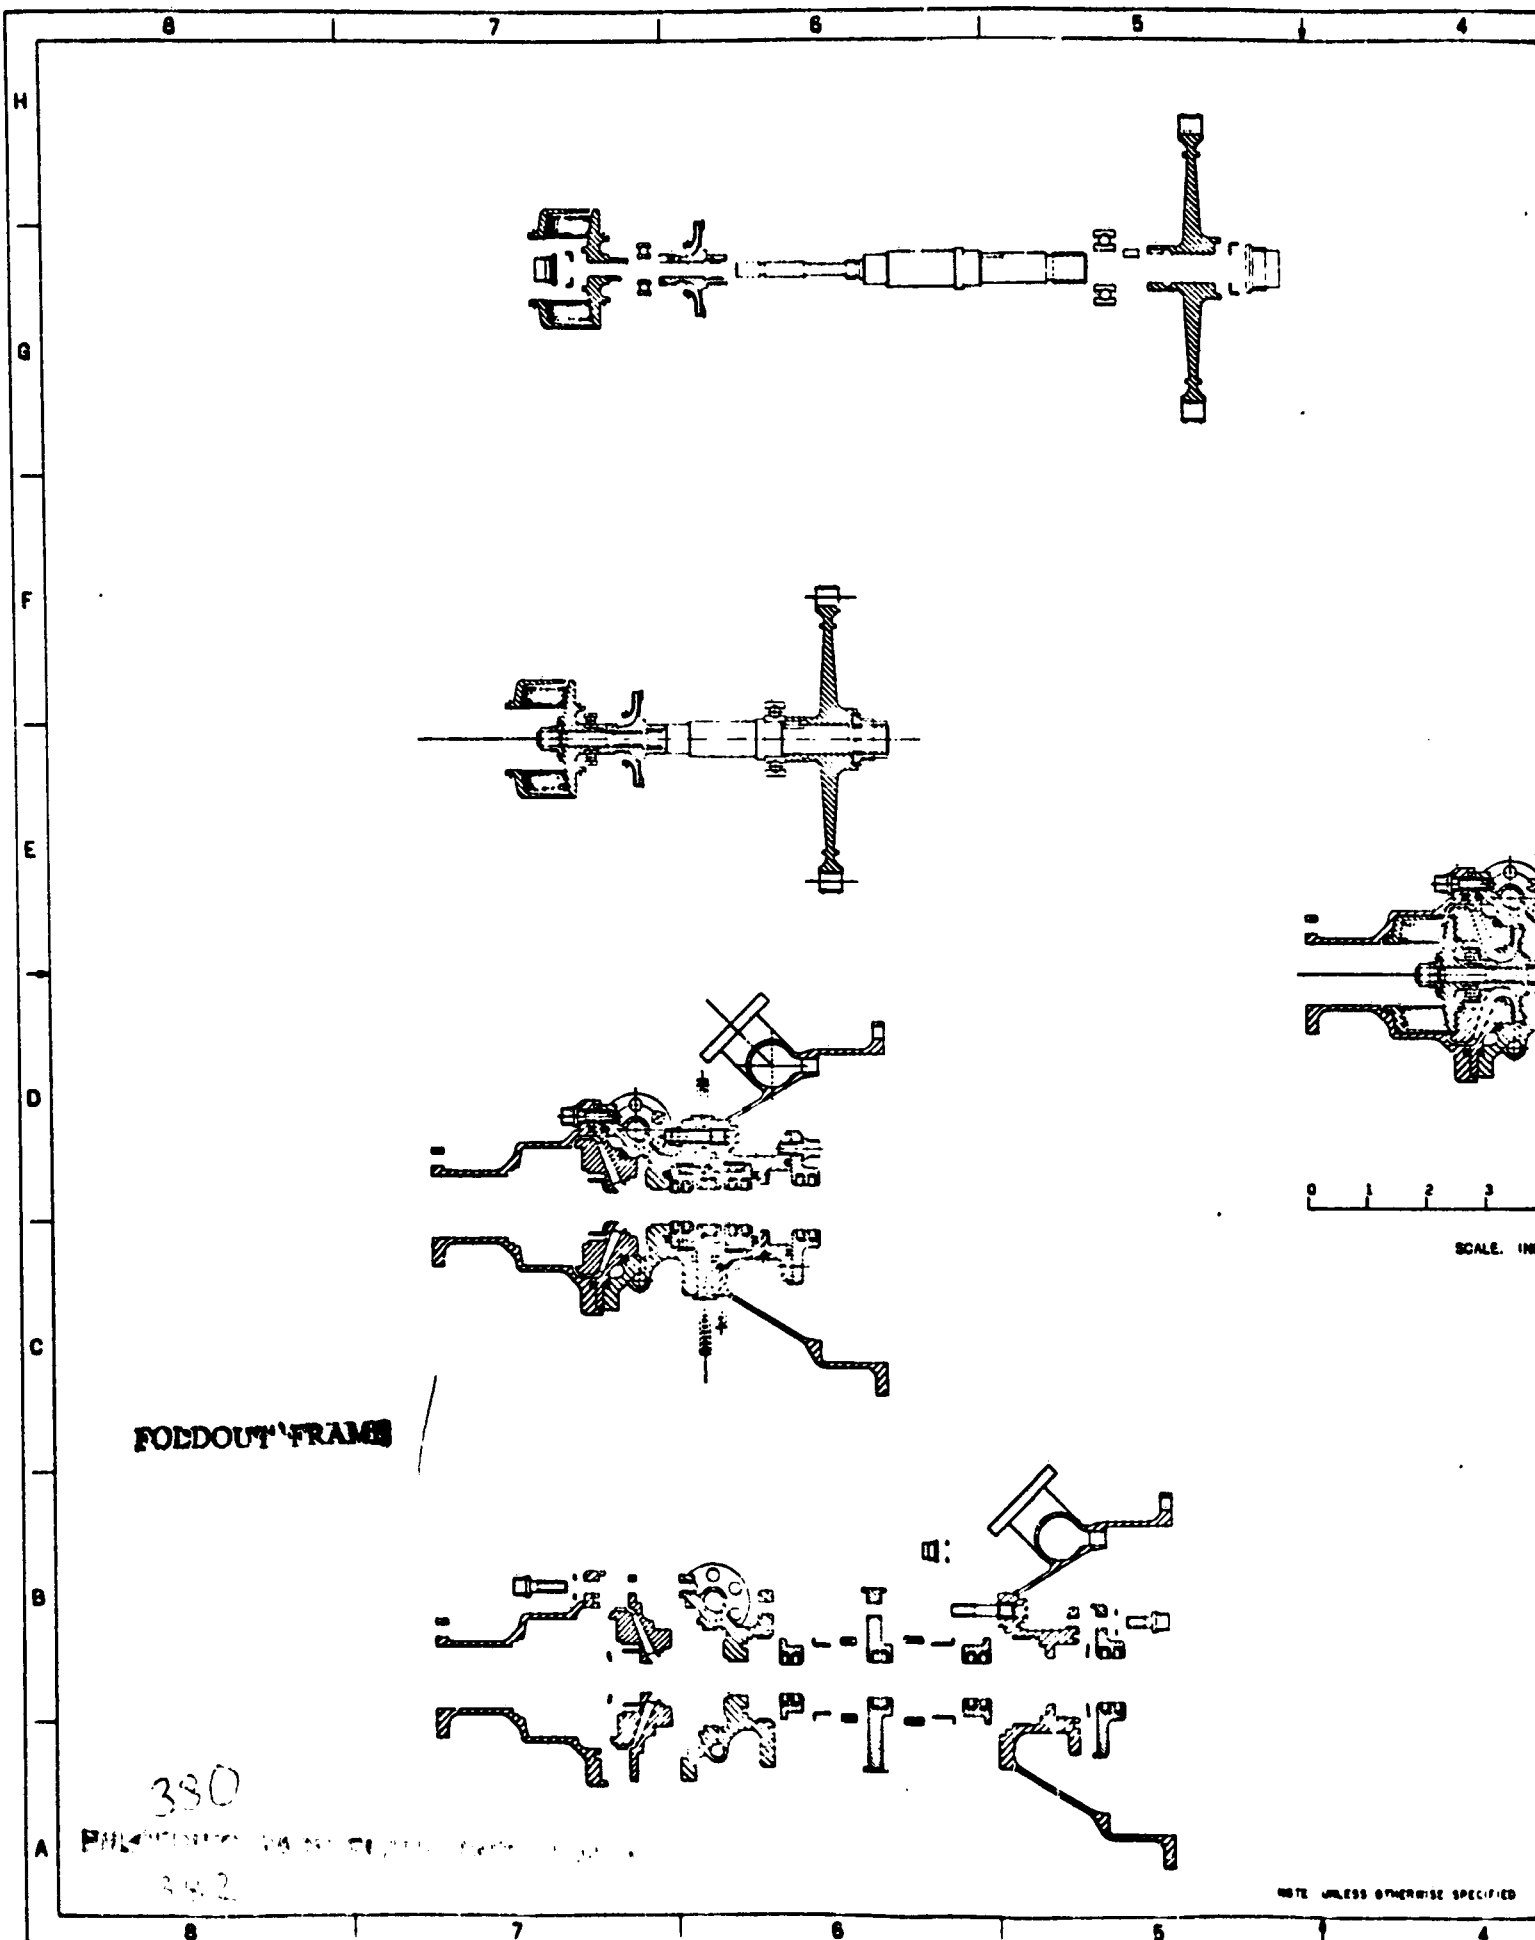 8 7 6 5 4
H
G
F
E
D
0 1 2 3
SCALE. IN
C
FOLDOUT FRAME
B
380
A
382
NOTE UNLESS OTHERWISE SPECIFIED
8 7 6 5 4